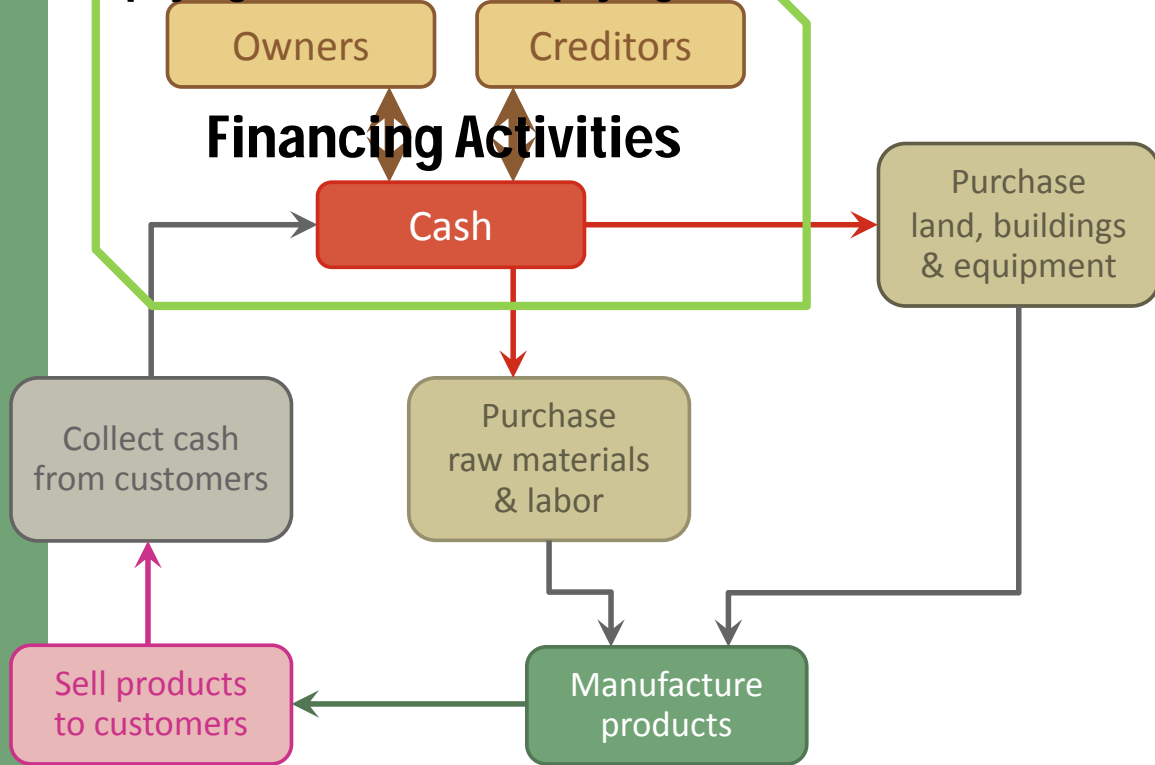 Owners
Creditors
Financing Activities
Cash
Purchase
land, buildings
& equipment
Collect cash
from customers
Purchase
raw materials
& labor
Sell products
to customers
Manufacture
products